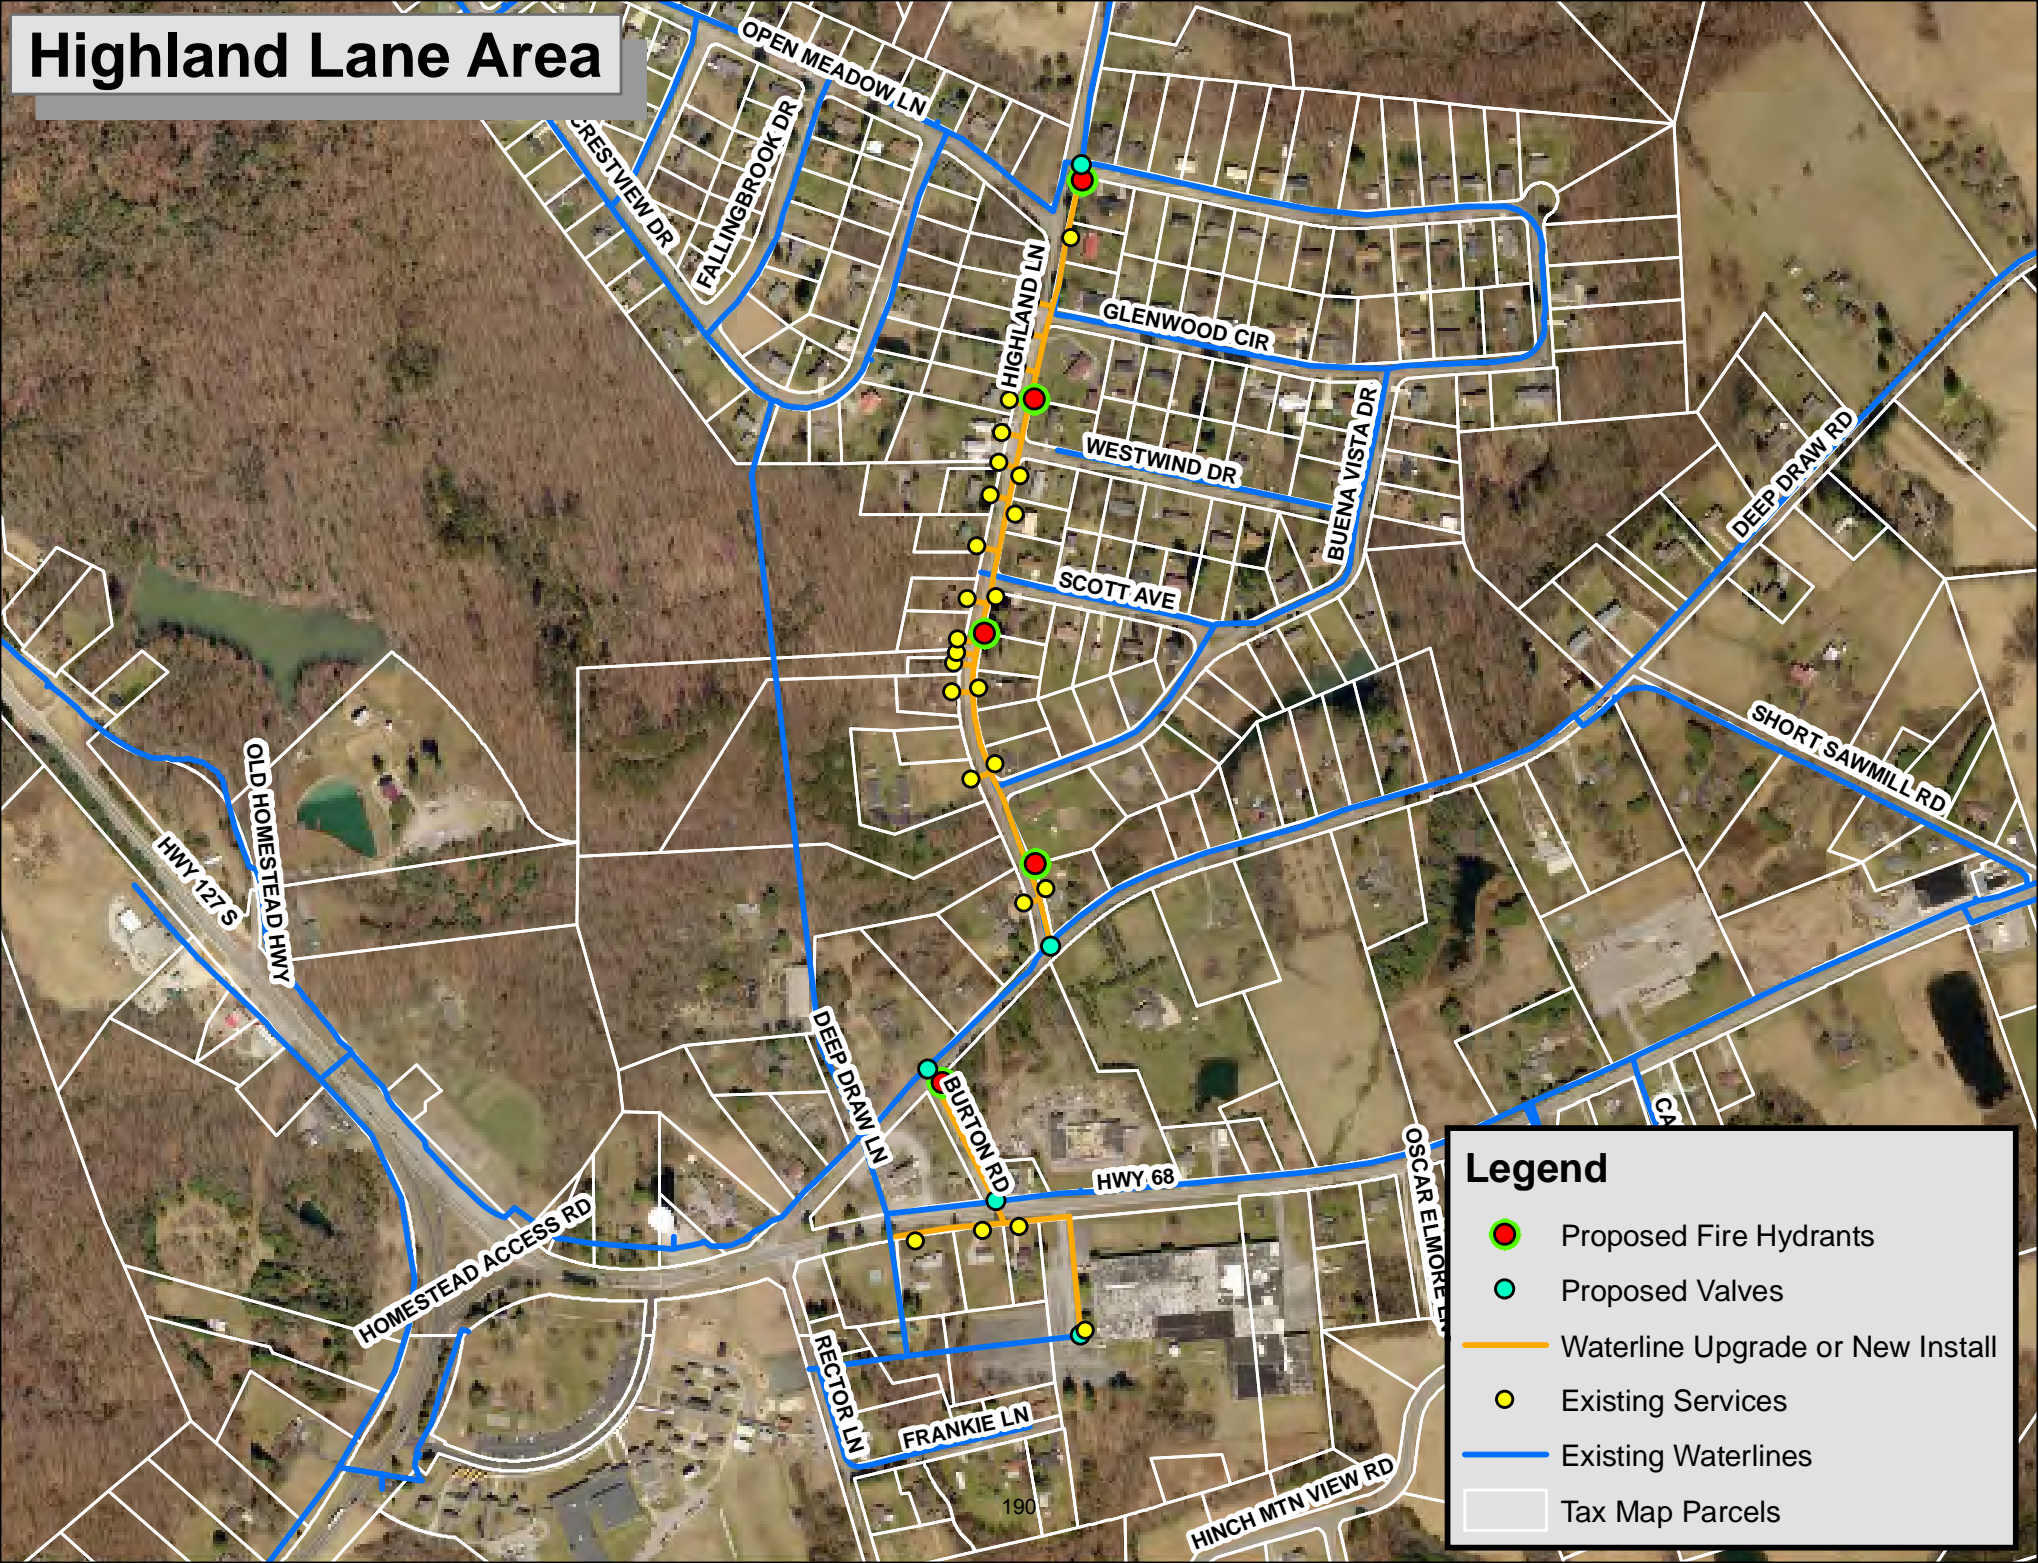 Highland Lane Area
OPEN MEADOW LN
CRESTVIEW DR
FALLINGBROOK DR
HIGHLAND LN
GLENWOOD CIR
WESTWIND DR
BUENA VISTA DR
DEEP DRAW RD
SCOTT AVE
SHORT SAWMILL RD
OLD HOMESTEAD HWY
HWY 127 S
DEEP DRAW LN
BURTON RD
HWY 68
CA
OSCAR ELMORE LN
HOMESTEAD ACCESS RD
RECTOR LN
FRANKIE LN
HINCH MTN VIEW RD
190
Legend
Proposed Fire Hydrants
Proposed Valves
Waterline Upgrade or New Install
Existing Services
Existing Waterlines
Tax Map Parcels